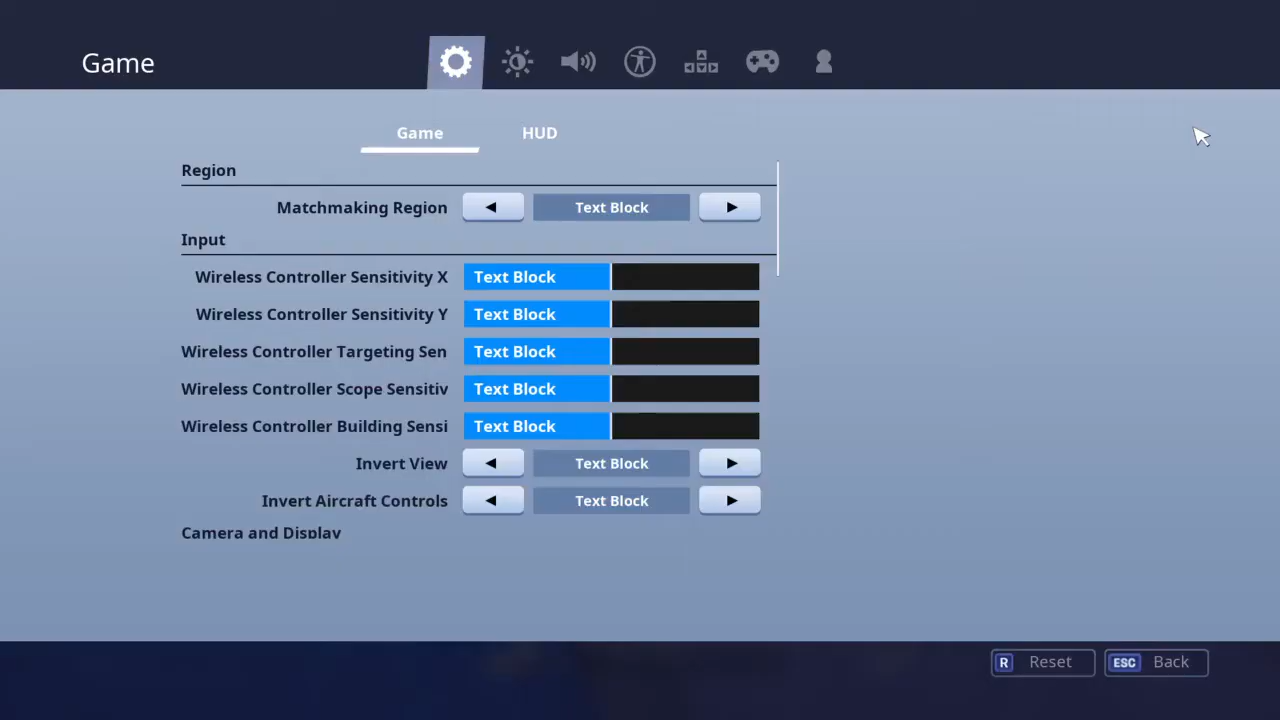 Game
Game HUD
Region
Matchmaking Region Text Block
Input
Wireless Controller Sensitivity X Text Block
Wireless Controller Sensitivity Y Text Block
Wireless Controller Targeting Sen Text Block
Wireless Controller Scope Sensitiv Text Block
Wireless Controller Building Sensi Text Block
Invert View Text Block
Invert Aircraft Controls Text Block
Camera and Display
R Reset ESC Back